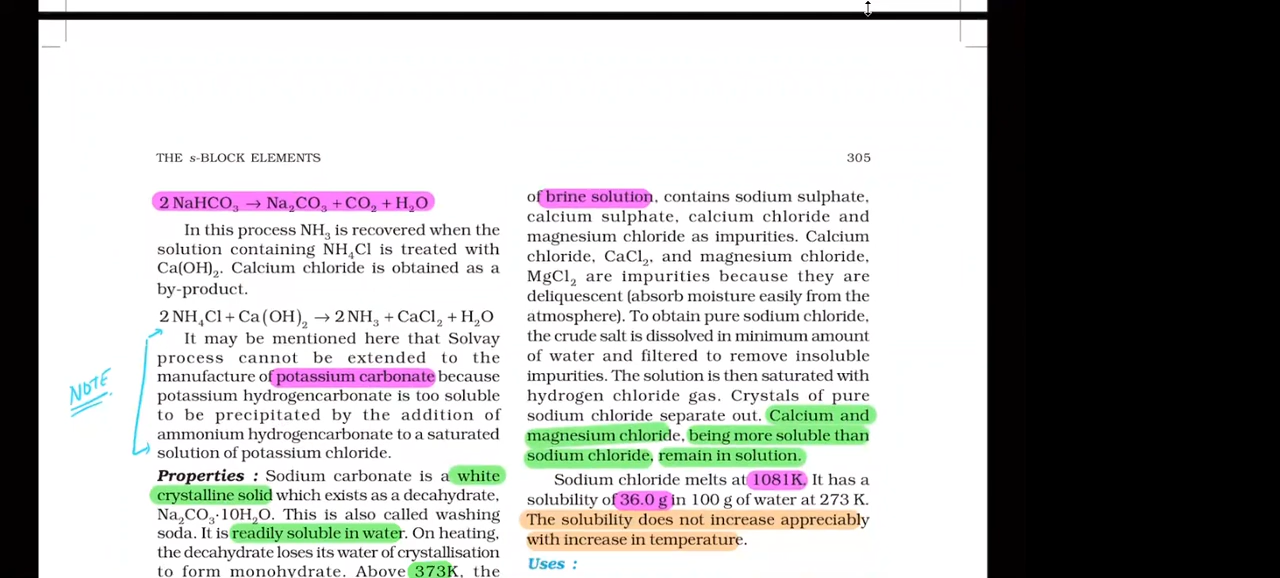 THE s-BLOCK ELEMENTS
305
2 NaHCO₃ → Na₂CO₃ + CO₂ + H₂O
In this process NH₃ is recovered when the
solution containing NH₄Cl is treated with
Ca(OH)₂. Calcium chloride is obtained as a
by-product.
2 NH₄Cl + Ca(OH)₂ → 2 NH₃ + CaCl₂ + H₂O
NOTE
It may be mentioned here that Solvay
process cannot be extended to the
manufacture of potassium carbonate because
potassium hydrogencarbonate is too soluble
to be precipitated by the addition of
ammonium hydrogencarbonate to a saturated
solution of potassium chloride.
Properties : Sodium carbonate is a white
crystalline solid which exists as a decahydrate,
Na₂CO₃·10H₂O. This is also called washing
soda. It is readily soluble in water. On heating,
the decahydrate loses its water of crystallisation
to form monohydrate. Above 373K, the
of brine solution, contains sodium sulphate,
calcium sulphate, calcium chloride and
magnesium chloride as impurities. Calcium
chloride, CaCl₂, and magnesium chloride,
MgCl₂ are impurities because they are
deliquescent (absorb moisture easily from the
atmosphere). To obtain pure sodium chloride,
the crude salt is dissolved in minimum amount
of water and filtered to remove insoluble
impurities. The solution is then saturated with
hydrogen chloride gas. Crystals of pure
sodium chloride separate out. Calcium and
magnesium chloride, being more soluble than
sodium chloride, remain in solution.
Sodium chloride melts at 1081K. It has a
solubility of 36.0 g in 100 g of water at 273 K.
The solubility does not increase appreciably
with increase in temperature.
Uses :